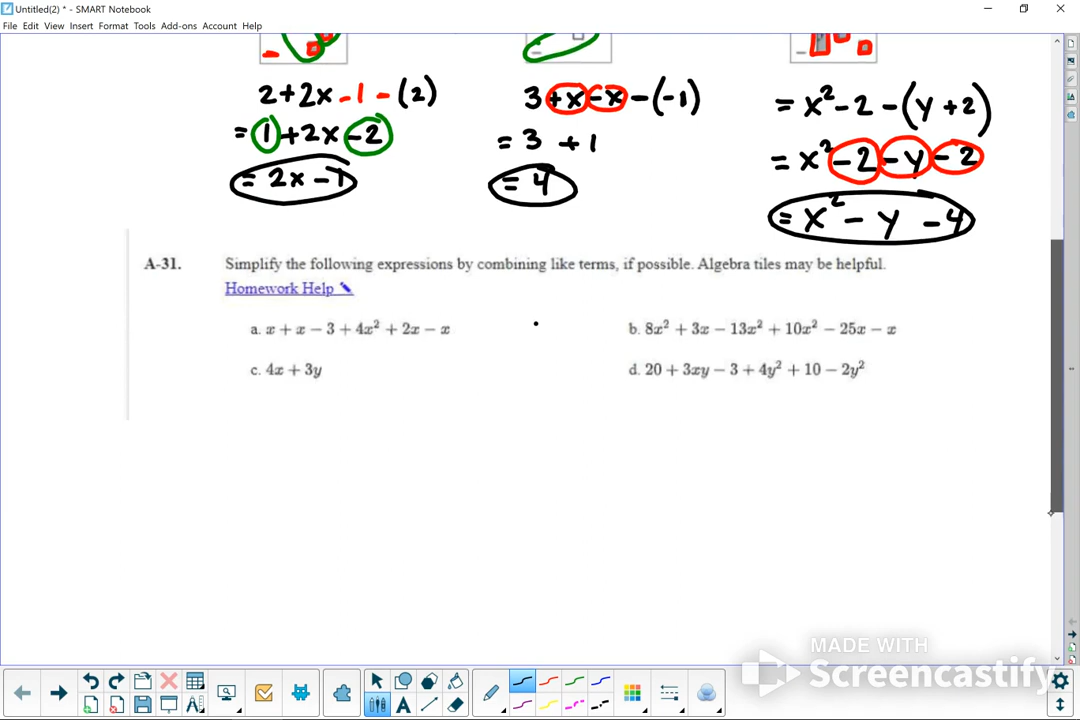 Untitled(2) * - SMART Notebook
File Edit View Insert Format Tools Add-ons Account Help
2+2x-1-(2)
=1+2x-2
=2x-1
3+x-x-(-1)
=3+1
=4
=x²-2-(y+2)
=x²-2-y-2
=x²-y-4
A-31. Simplify the following expressions by combining like terms, if possible. Algebra tiles may be helpful.
Homework Help
a. x + x − 3 + 4x² + 2x − x
b. 8x² + 3x − 13x² + 10x² − 25x − x
c. 4x + 3y
d. 20 + 3xy − 3 + 4y² + 10 − 2y²
MADE WITH
Screencastify